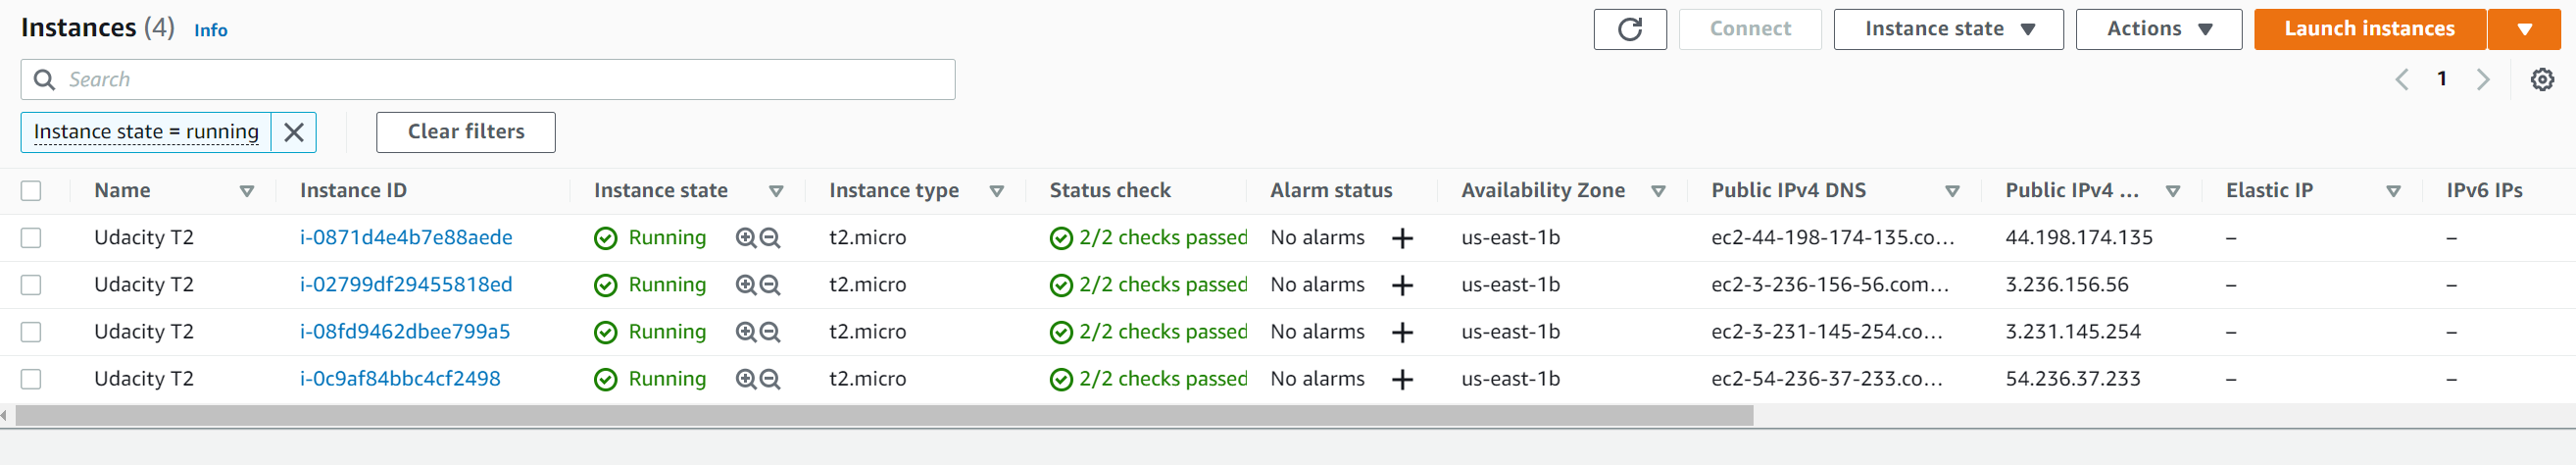 Instances (4) Info Connect Instance state Actions Launch instances
Search 1
Instance state = running Clear filters
Name Instance ID Instance state Instance type Status check Alarm status Availability Zone Public IPv4 DNS Public IPv4 ... Elastic IP IPv6 IPs
Udacity T2 i-0871d4e4b7e88aede Running t2.micro 2/2 checks passed No alarms + us-east-1b ec2-44-198-174-135.co... 44.198.174.135 – –
Udacity T2 i-02799df29455818ed Running t2.micro 2/2 checks passed No alarms + us-east-1b ec2-3-236-156-56.com... 3.236.156.56 – –
Udacity T2 i-08fd9462dbee799a5 Running t2.micro 2/2 checks passed No alarms + us-east-1b ec2-3-231-145-254.co... 3.231.145.254 – –
Udacity T2 i-0c9af84bbc4cf2498 Running t2.micro 2/2 checks passed No alarms + us-east-1b ec2-54-236-37-233.co... 54.236.37.233 – –